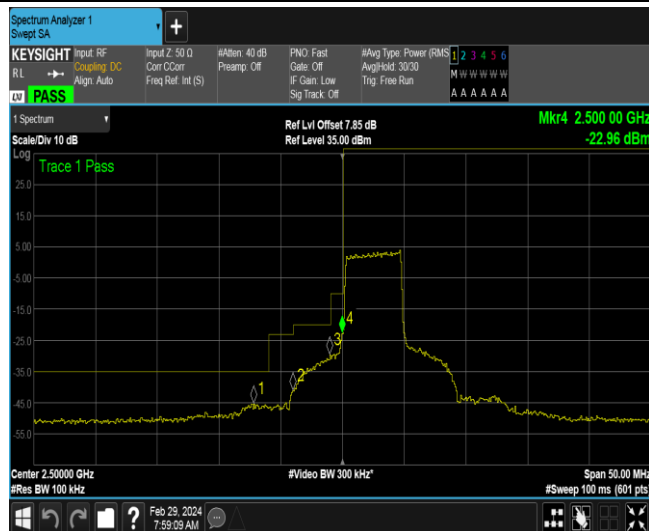 Spectrum Analyzer 1
Swept SA
+
KEYSIGHT Input: RF Input Z: 50 Ω #Atten: 40 dB PNO: Fast #Avg Type: Power (RMS 1 2 3 4 5 6
RL Coupling: DC Corr CCorr Preamp: Off Gate: Off Avg|Hold: 30/30 M W W W W W
Align: Auto Freq Ref: Int (S) IF Gain: Low Trig: Free Run
PASS Sig Track: Off A A A A A A
1 Spectrum Ref Lvl Offset 7.85 dB Mkr4 2.500 00 GHz
Scale/Div 10 dB Ref Level 35.00 dBm -22.96 dBm
Log
Trace 1 Pass
25.0
15.0
5.00
-5.00
-15.0
4
-25.0
3
-35.0
2
1
-45.0
-55.0
Center 2.50000 GHz #Video BW 300 kHz* Span 50.00 MHz
#Res BW 100 kHz #Sweep 100 ms (601 pts)
? Feb 29, 2024
7:59:09 AM